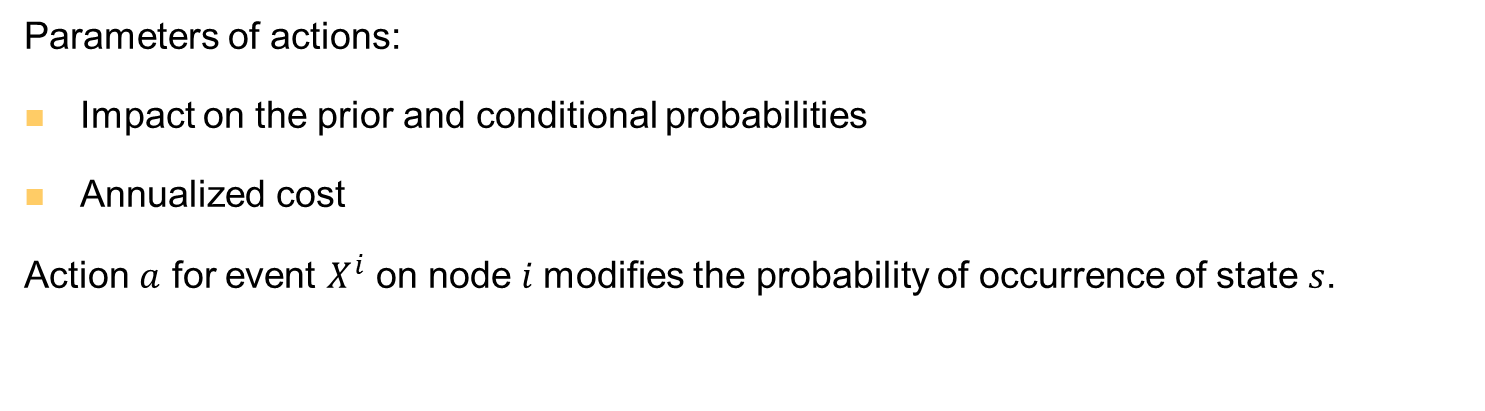 Parameters of actions:
▪ Impact on the prior and conditional probabilities
▪ Annualized cost
Action 𝑎 for event 𝑋ⁱ on node 𝑖 modifies the probability of occurrence of state 𝑠.